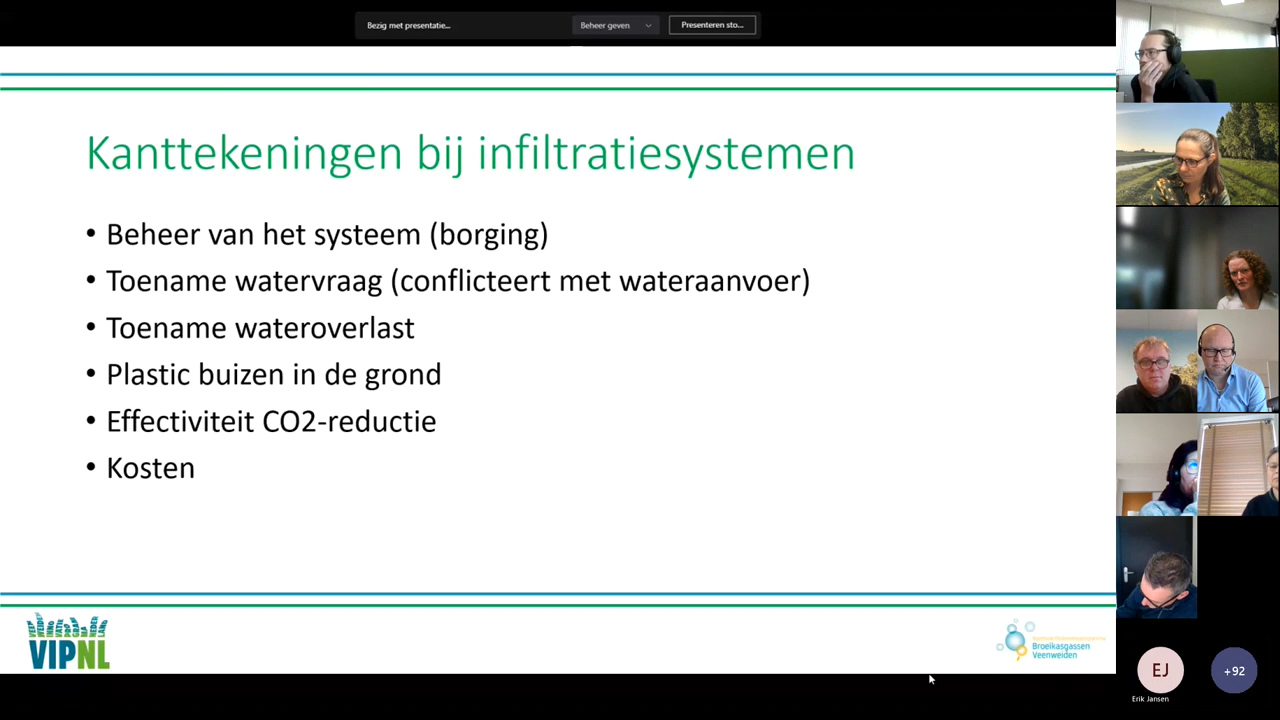 Bezig met presentatie...
Beheer geven
Presenteren sto...
Kanttekeningen bij infiltratiesystemen
• Beheer van het systeem (borging)
• Toename watervraag (conflicteert met wateraanvoer)
• Toename wateroverlast
• Plastic buizen in de grond
• Effectiviteit CO2-reductie
• Kosten
VIPNL
Broeikasgassen
Veenweiden
EJ
+92
Erik Jansen